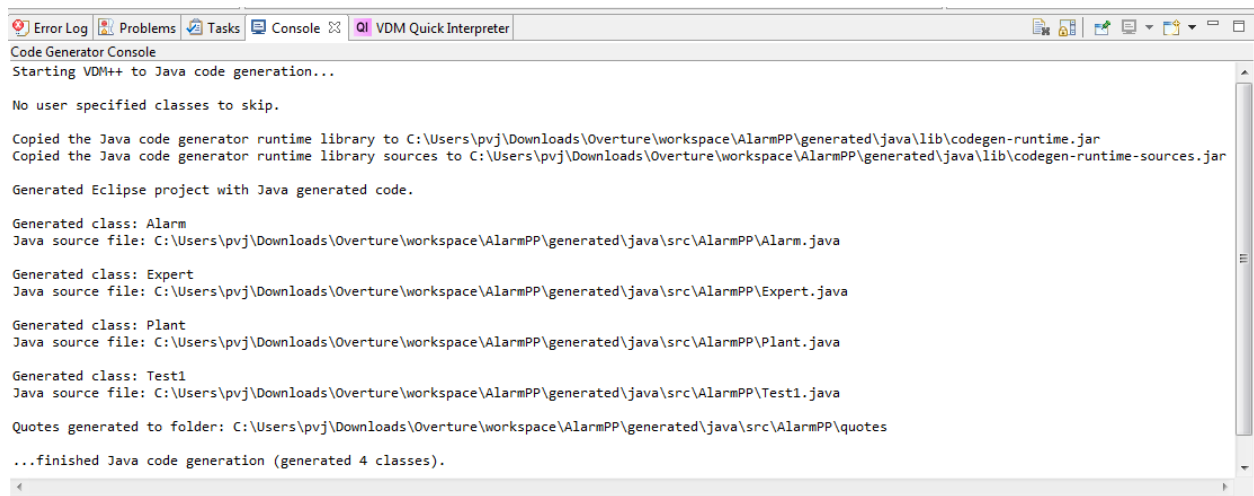 Error Log Problems Tasks Console QI VDM Quick Interpreter
Code Generator Console
Starting VDM++ to Java code generation...
No user specified classes to skip.
Copied the Java code generator runtime library to C:\Users\pvj\Downloads\Overture\workspace\AlarmPP\generated\java\lib\codegen-runtime.jar
Copied the Java code generator runtime library sources to C:\Users\pvj\Downloads\Overture\workspace\AlarmPP\generated\java\lib\codegen-runtime-sources.jar
Generated Eclipse project with Java generated code.
Generated class: Alarm
Java source file: C:\Users\pvj\Downloads\Overture\workspace\AlarmPP\generated\java\src\AlarmPP\Alarm.java
Generated class: Expert
Java source file: C:\Users\pvj\Downloads\Overture\workspace\AlarmPP\generated\java\src\AlarmPP\Expert.java
Generated class: Plant
Java source file: C:\Users\pvj\Downloads\Overture\workspace\AlarmPP\generated\java\src\AlarmPP\Plant.java
Generated class: Test1
Java source file: C:\Users\pvj\Downloads\Overture\workspace\AlarmPP\generated\java\src\AlarmPP\Test1.java
Quotes generated to folder: C:\Users\pvj\Downloads\Overture\workspace\AlarmPP\generated\java\src\AlarmPP\quotes
...finished Java code generation (generated 4 classes).